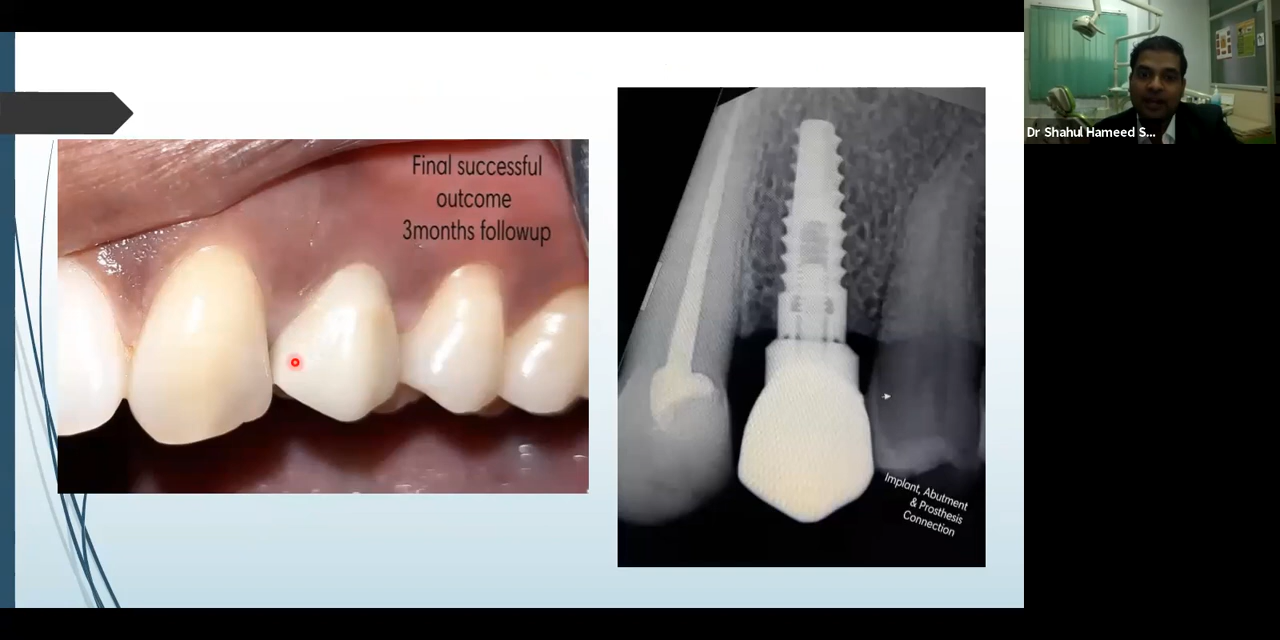 Final successful
outcome
3months followup
Implant, Abutment
& Prosthesis
Connection
Dr Shahul Hameed S...